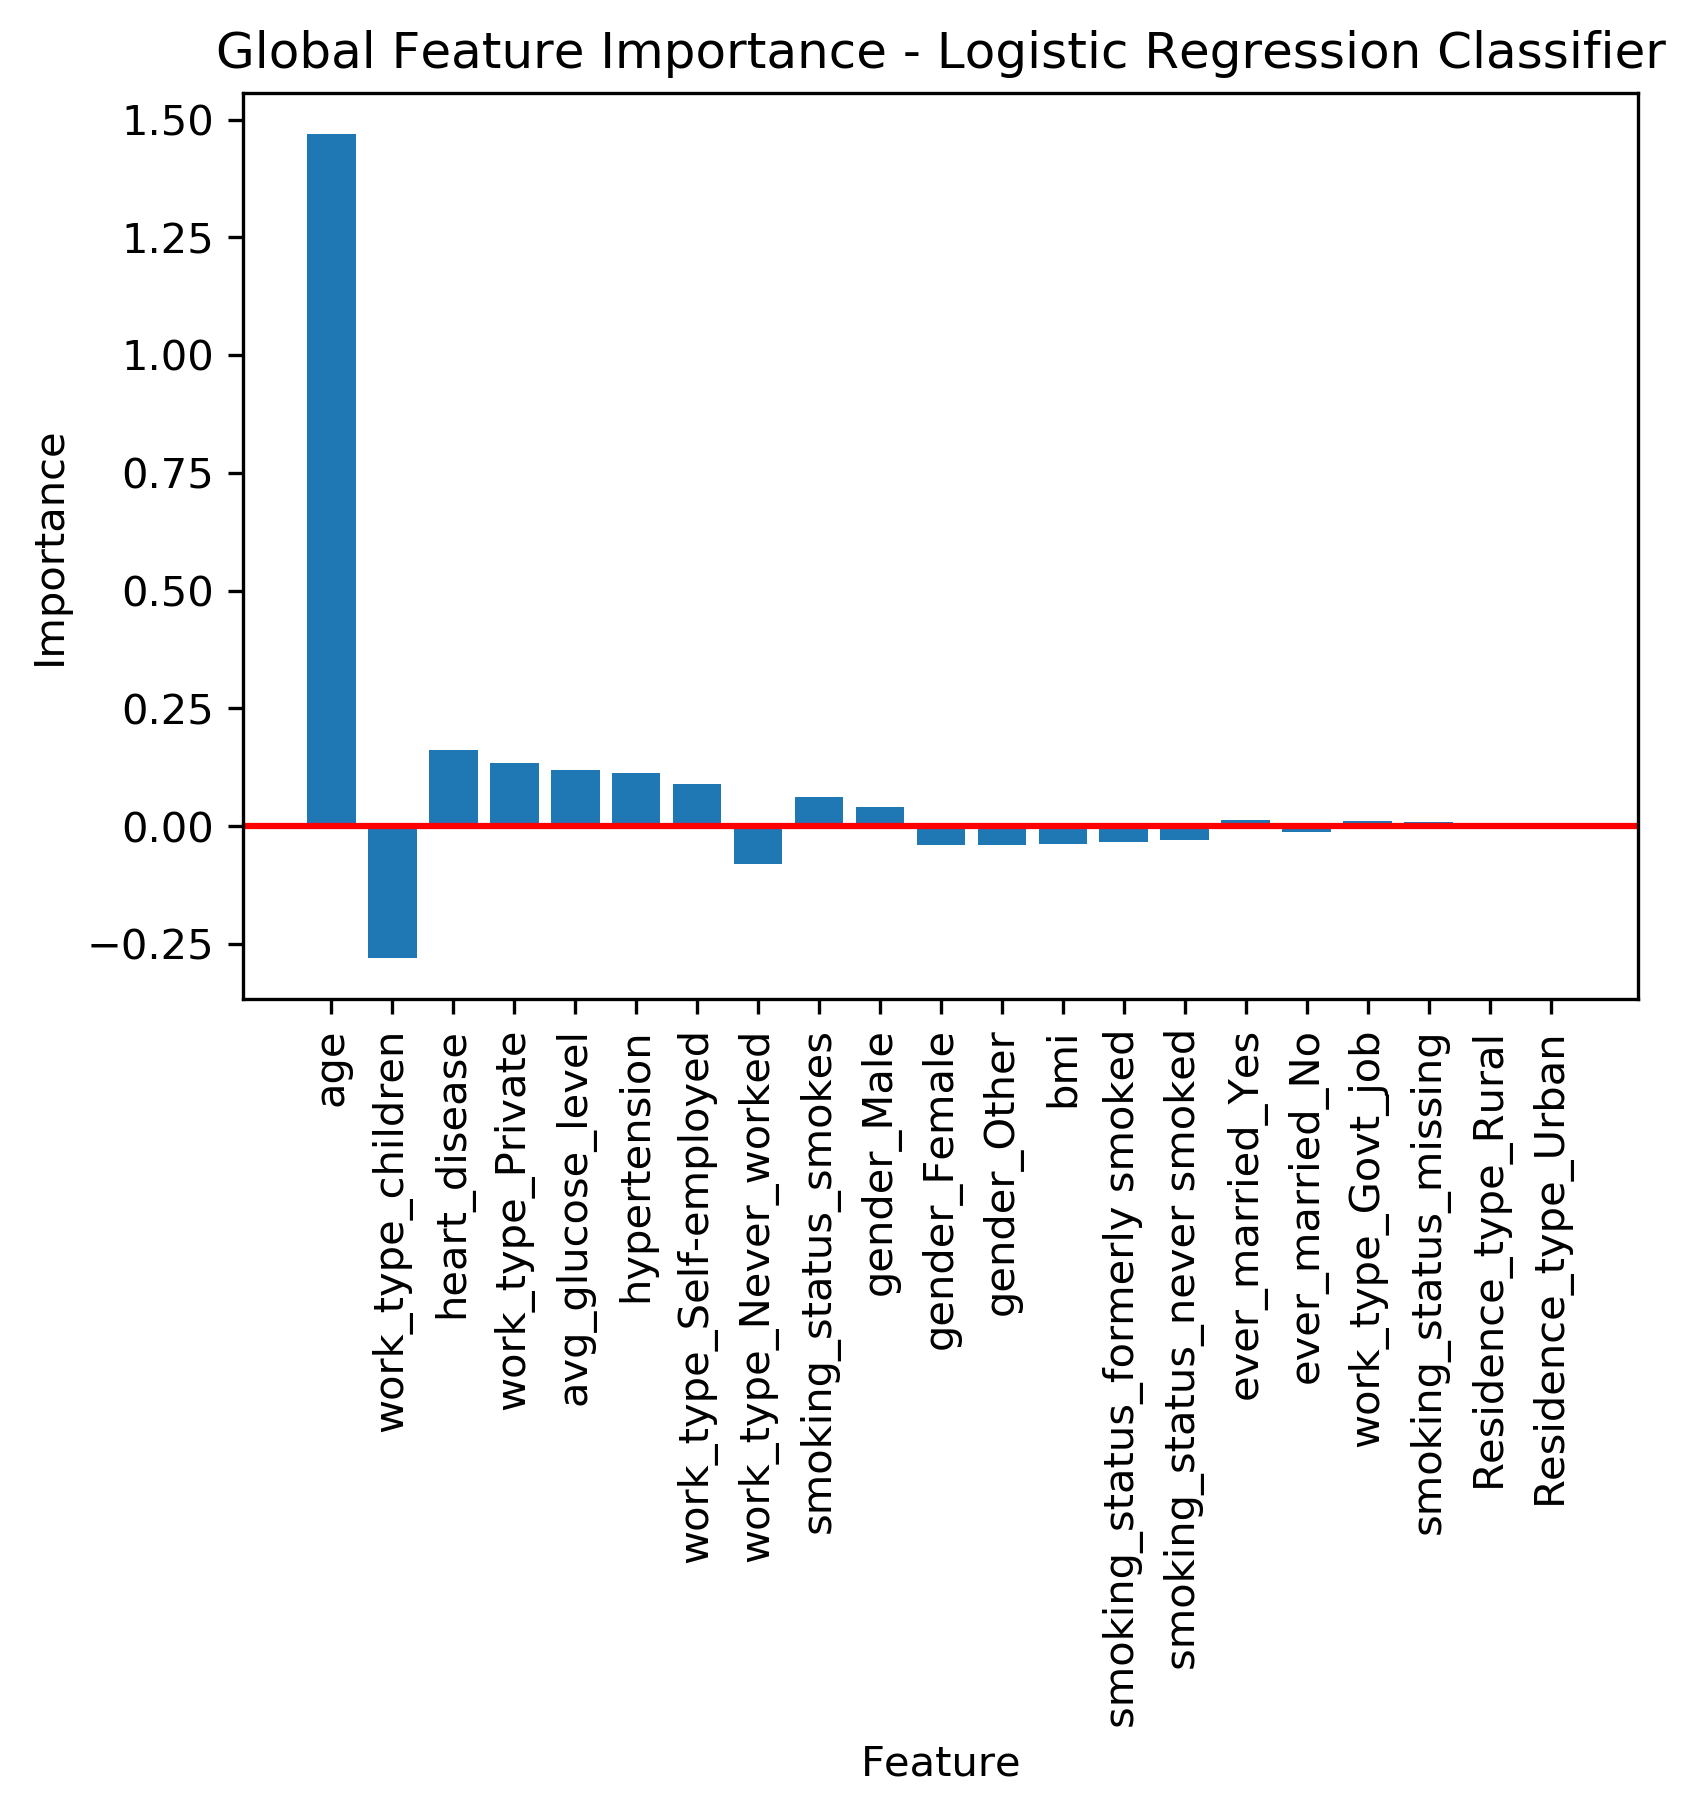 Global Feature Importance - Logistic Regression Classifier
Importance
1.50
1.25
1.00
0.75
0.50
0.25
0.00
−0.25
age
work_type_children
heart_disease
work_type_Private
avg_glucose_level
hypertension
work_type_Self-employed
work_type_Never_worked
smoking_status_smokes
gender_Male
gender_Female
gender_Other
bmi
smoking_status_formerly smoked
smoking_status_never smoked
ever_married_Yes
ever_married_No
work_type_Govt_job
smoking_status_missing
Residence_type_Rural
Residence_type_Urban
Feature